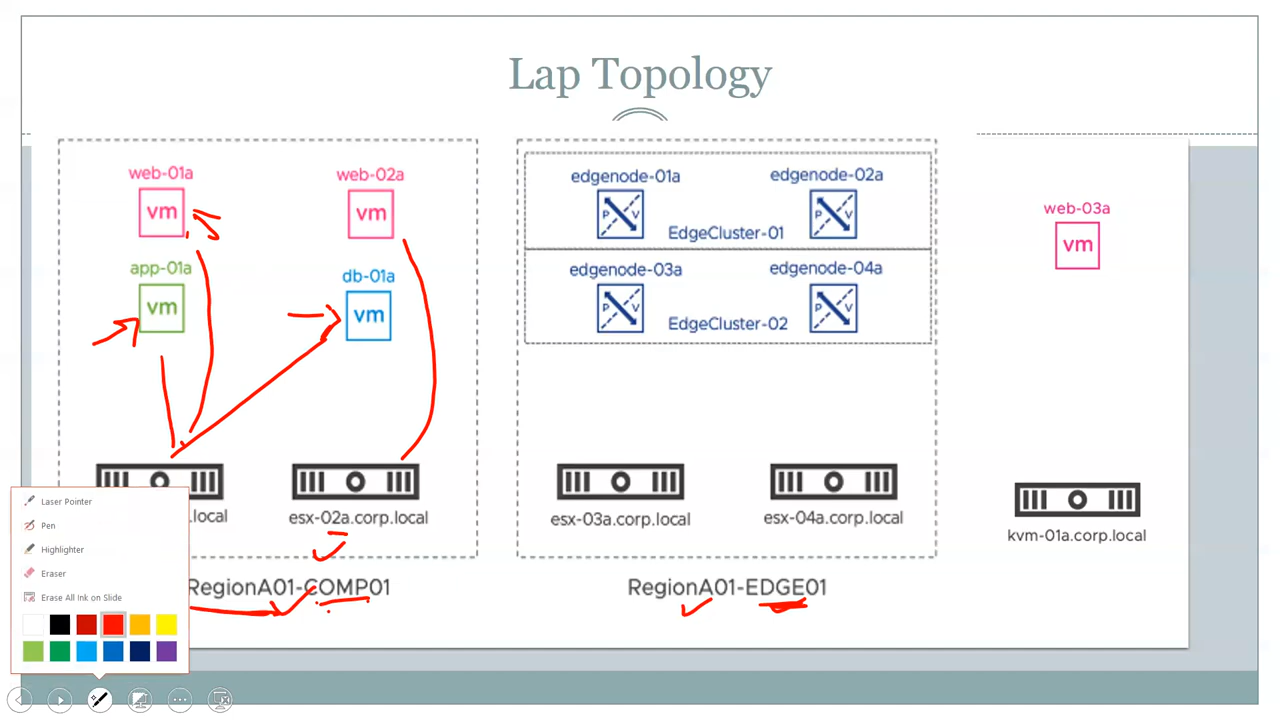 Lap Topology
web-01a
vm
web-02a
vm
app-01a
vm
db-01a
vm
local
esx-02a.corp.local
RegionA01-COMP01
edgenode-01a
P V
edgenode-02a
P V
EdgeCluster-01
edgenode-03a
P V
edgenode-04a
P V
EdgeCluster-02
esx-03a.corp.local
esx-04a.corp.local
RegionA01-EDGE01
web-03a
vm
kvm-01a.corp.local
Laser Pointer
Pen
Highlighter
Eraser
Erase All Ink on Slide